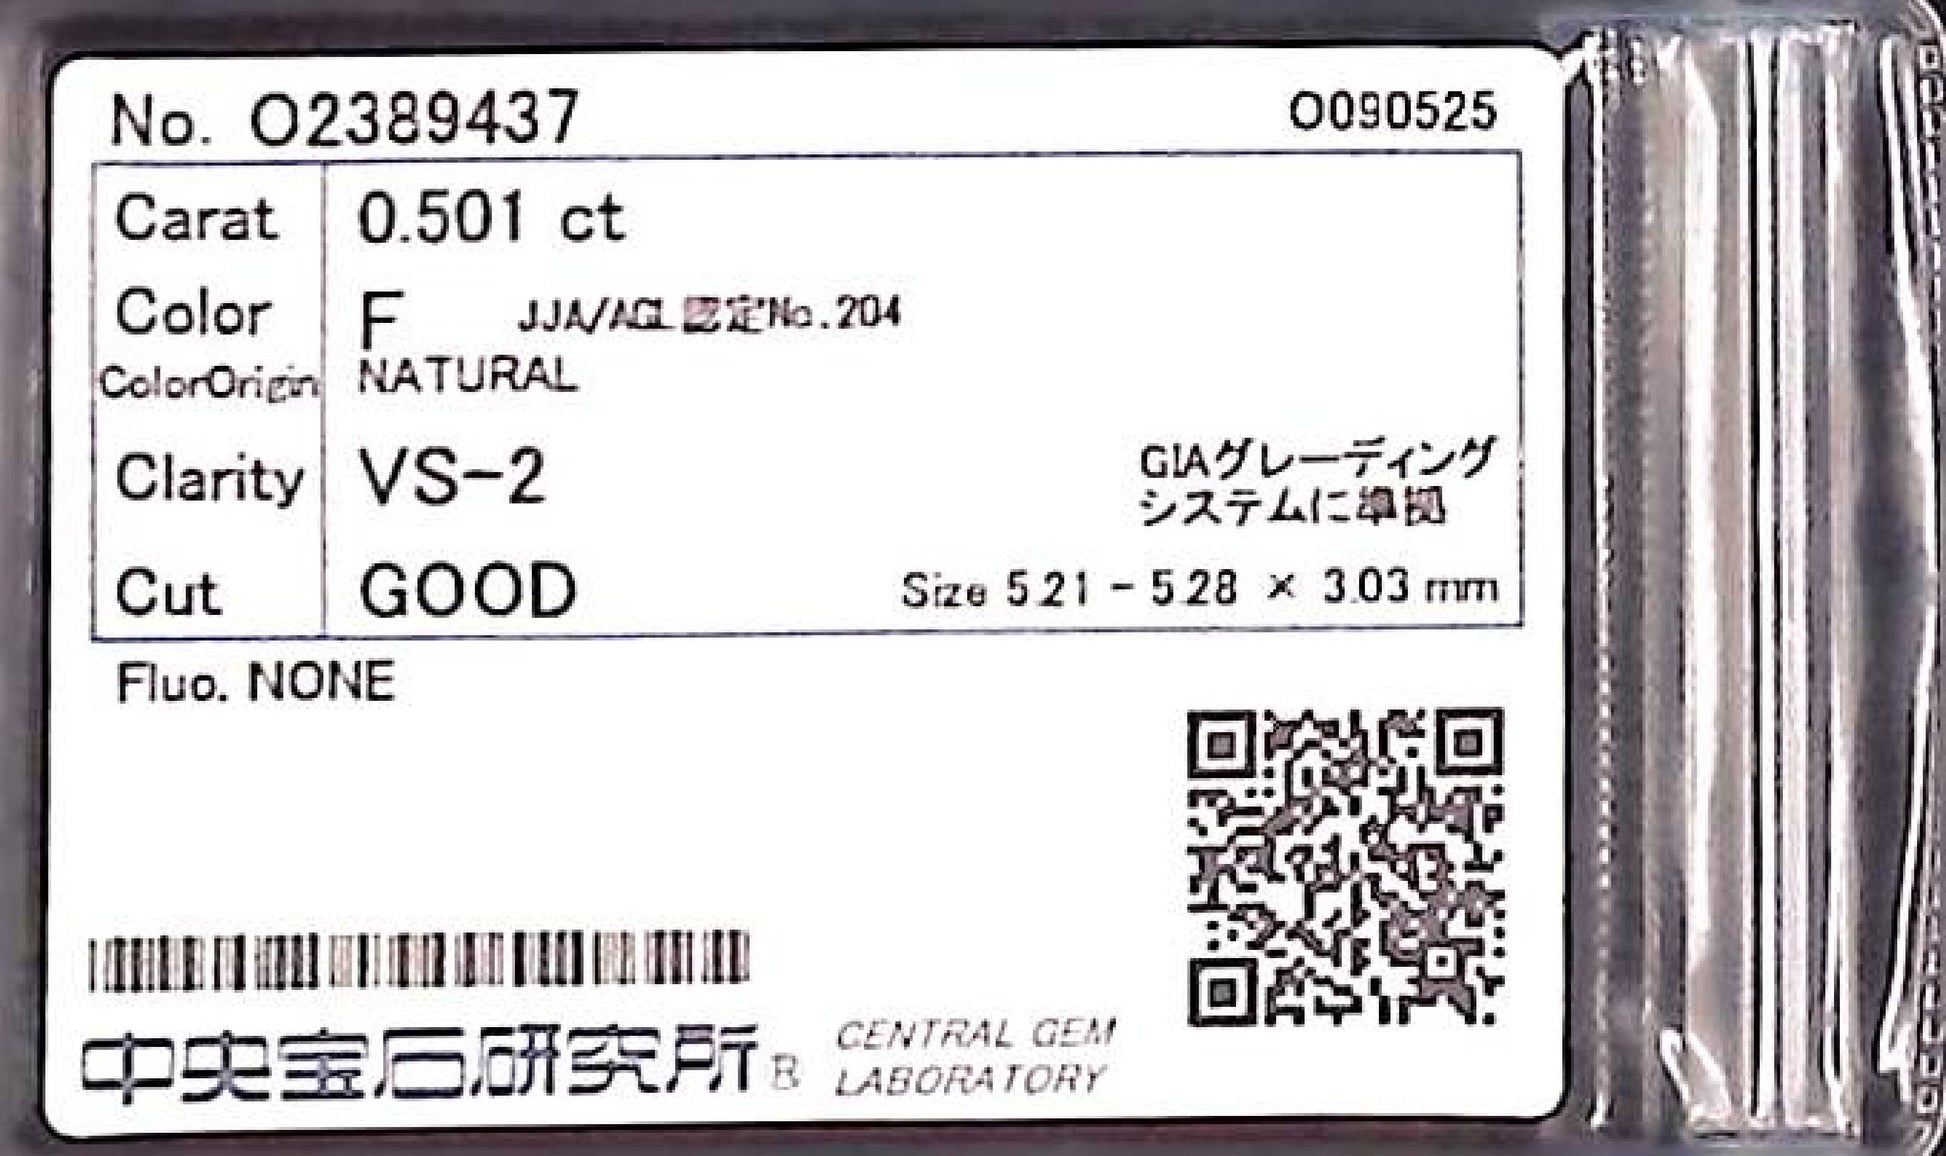 No. O2389437 O090525
Carat 0.501 ct
Color F JJA/AGL認定No.204
ColorOrigin NATURAL
Clarity VS-2
GIAグレーディング
システムに準拠
Cut GOOD Size 5.21 - 5.28 × 3.03 mm
Fluo. NONE
中央宝石研究所 B
CENTRAL GEM
LABORATORY